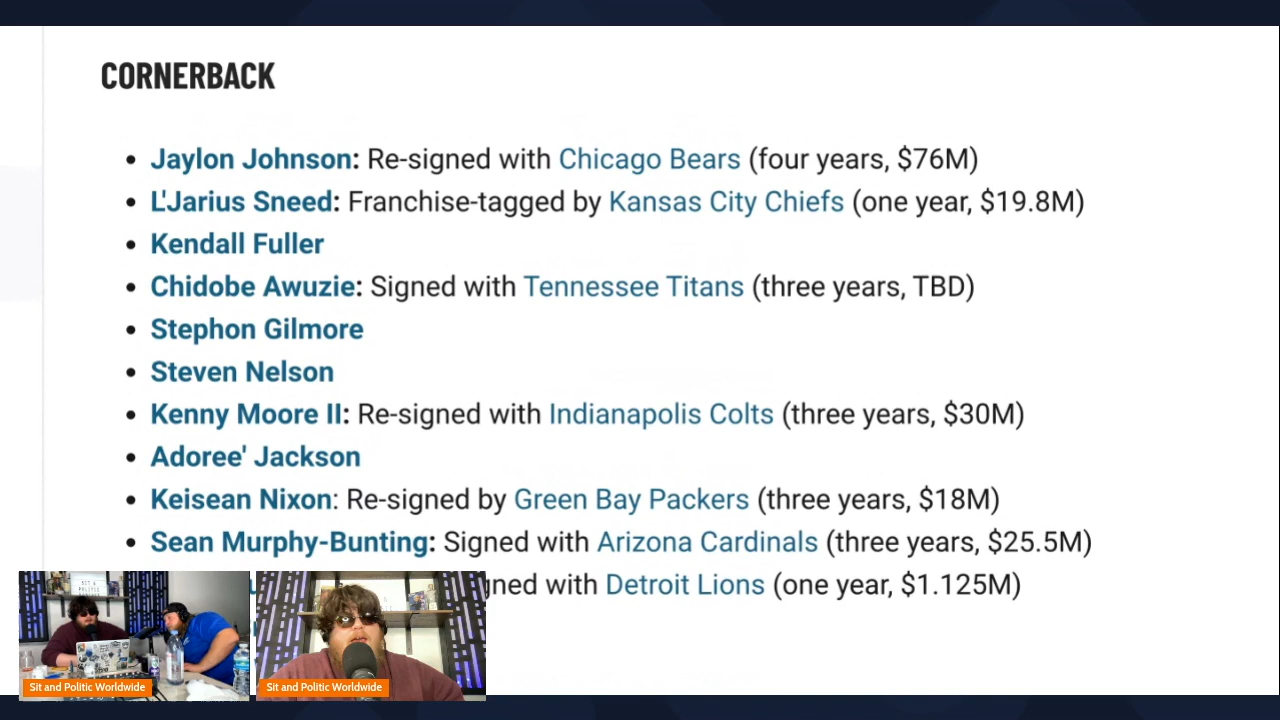 CORNERBACK
Jaylon Johnson: Re-signed with Chicago Bears (four years, $76M)
L'Jarius Sneed: Franchise-tagged by Kansas City Chiefs (one year, $19.8M)
Kendall Fuller
Chidobe Awuzie: Signed with Tennessee Titans (three years, TBD)
Stephon Gilmore
Steven Nelson
Kenny Moore II: Re-signed with Indianapolis Colts (three years, $30M)
Adoree' Jackson
Keisean Nixon: Re-signed by Green Bay Packers (three years, $18M)
Sean Murphy-Bunting: Signed with Arizona Cardinals (three years, $25.5M)
with Detroit Lions (one year, $1.125M)
SIT &
POLITIC
Sit and Politic Worldwide
Sit and Politic Worldwide